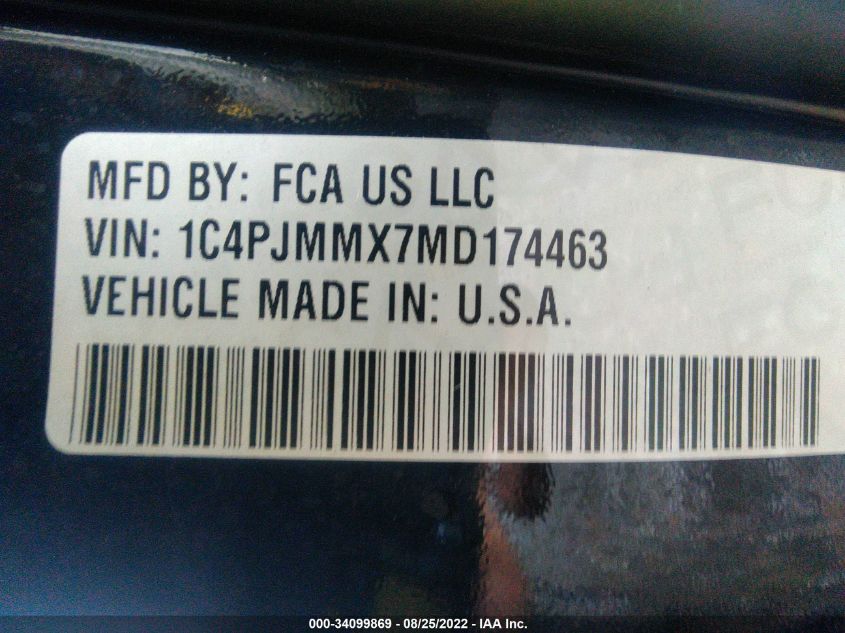 MFD BY: FCA US LLC
VIN: 1C4PJMMX7MD174463
VEHICLE MADE IN: U.S.A.
000-34099869 - 08/25/2022 - IAA Inc.